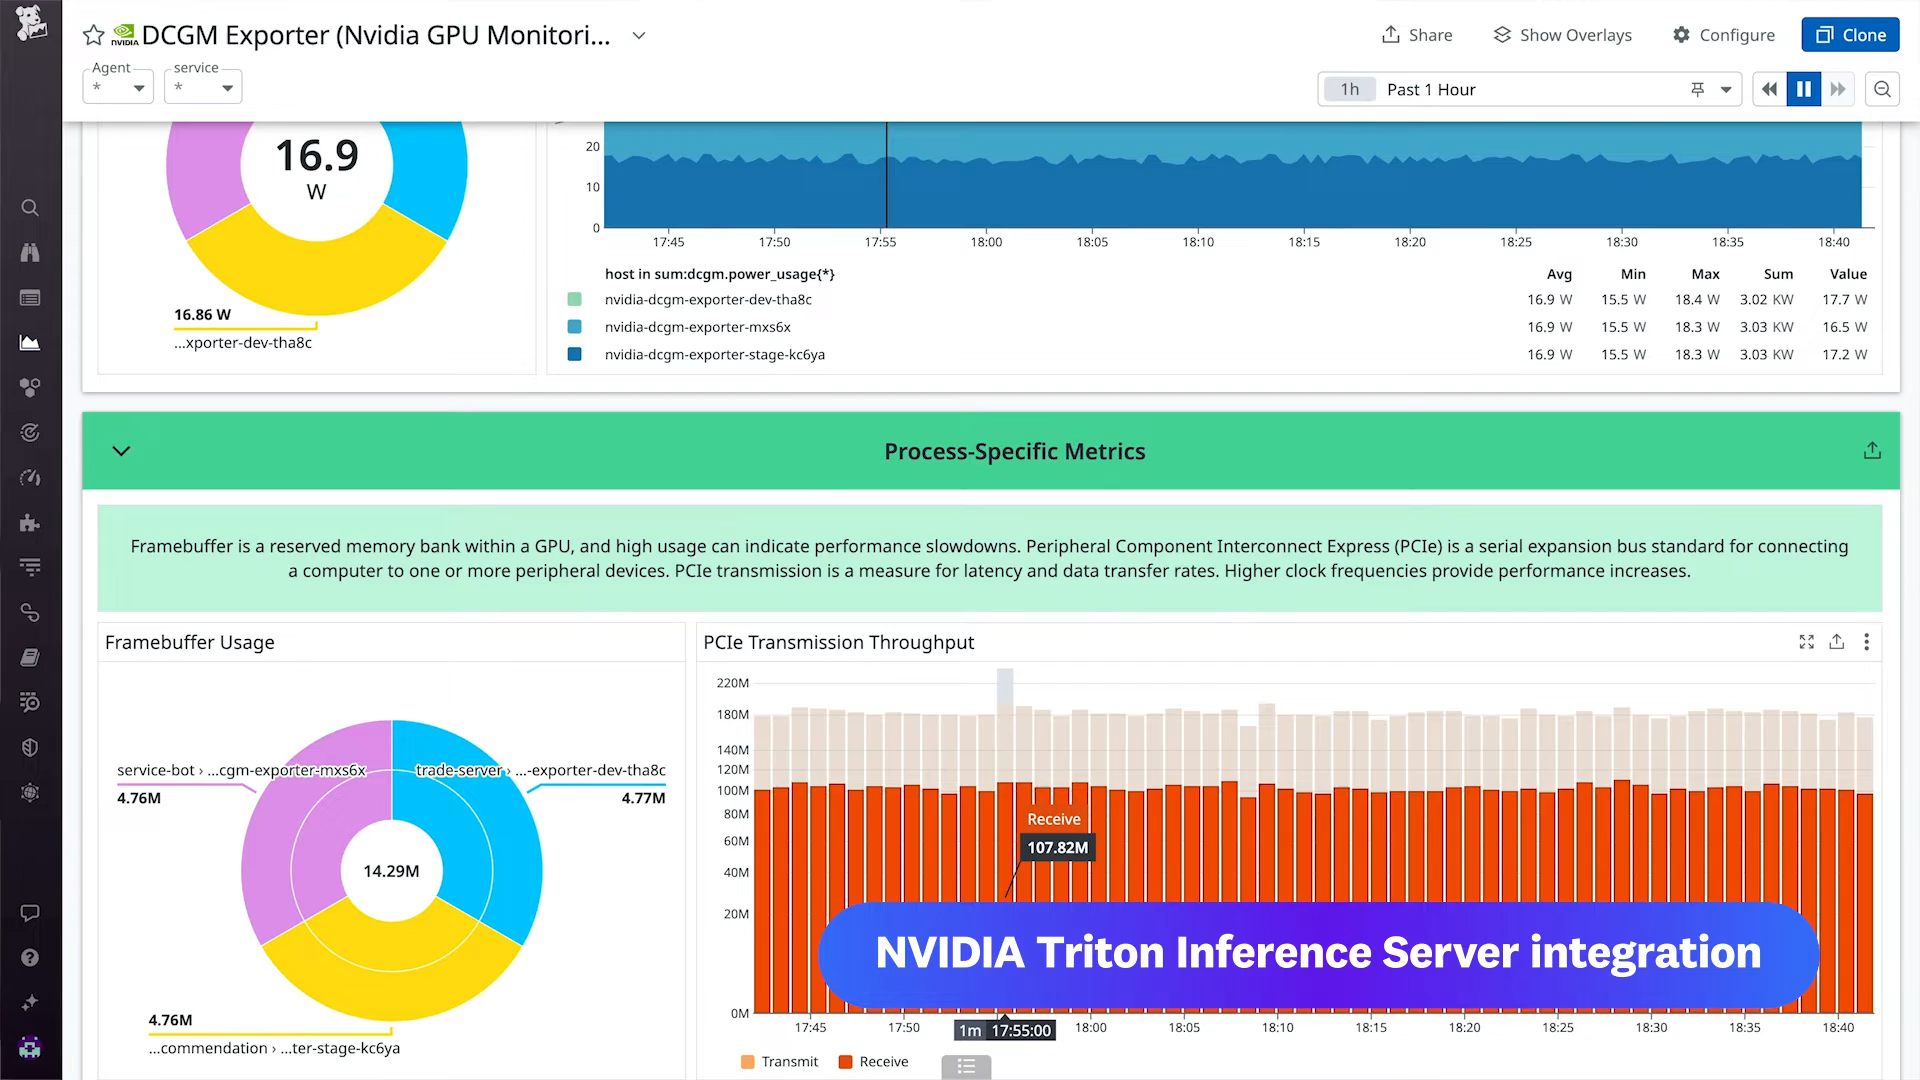 DCGM Exporter (Nvidia GPU Monitori...
NVIDIA
Share
Show Overlays
Configure
Clone
Agent
*
service
*
1h Past 1 Hour
16.9
W
16.86 W
...xporter-dev-tha8c
20
10
0
17:45 17:50 17:55 18:00 18:05 18:10 18:15 18:20 18:25 18:30 18:35 18:40
host in sum:dcgm.power_usage{*} Avg Min Max Sum Value
nvidia-dcgm-exporter-dev-tha8c 16.9 W 15.5 W 18.4 W 3.02 KW 17.7 W
nvidia-dcgm-exporter-mxs6x 16.9 W 15.5 W 18.3 W 3.03 KW 16.5 W
nvidia-dcgm-exporter-stage-kc6ya 16.9 W 15.5 W 18.3 W 3.03 KW 17.2 W
Process-Specific Metrics
Framebuffer is a reserved memory bank within a GPU, and high usage can indicate performance slowdowns. Peripheral Component Interconnect Express (PCIe) is a serial expansion bus standard for connecting
a computer to one or more peripheral devices. PCIe transmission is a measure for latency and data transfer rates. Higher clock frequencies provide performance increases.
Framebuffer Usage
service-bot › ...cgm-exporter-mxs6x
4.76M
trade-server › ...-exporter-dev-tha8c
4.77M
14.29M
4.76M
...commendation › ...ter-stage-kc6ya
PCIe Transmission Throughput
220M
180M
140M
120M
100M
80M
60M
40M
20M
0M
Receive
107.82M
NVIDIA Triton Inference Server integration
17:45 17:50 1m 17:55:00 18:00 18:05 18:10 18:15 18:20 18:25 18:30 18:35 18:40
Transmit Receive